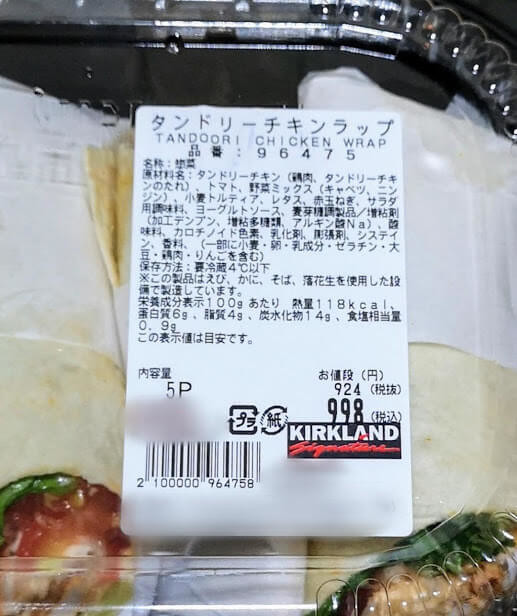 タンドリーチキンラップ
TANDOORI CHICKEN WRAP
品番:96475
名称:惣菜
原材料名:タンドリーチキン(鶏肉、タンドリーチキ
ンのたれ)、トマト、野菜ミックス(キャベツ、ニン
ジン)、小麦トルティア、レタス、赤玉ねぎ、サラダ
用調味料、ヨーグルトソース、麦芽糖調製品/増粘剤
(加工デンプン、増粘多糖類、アルギン酸Na)、酸
味料、カロチノイド色素、乳化剤、膨張剤、システイ
ン、香料、(一部に小麦・卵・乳成分・ゼラチン・大
豆・鶏肉・りんごを含む)
保存方法:要冷蔵4℃以下
※この製品はえび、かに、そば、落花生を使用した設
備で製造しています。
栄養成分表示100gあたり 熱量118kcal、
蛋白質6g、脂質4g、炭水化物14g、食塩相当量
0.9g
この表示値は目安です。
内容量
5P
お値段(円)
924(税抜)
998(税込)
プラ 紙
KIRKLAND
Signature
2 100000 964758